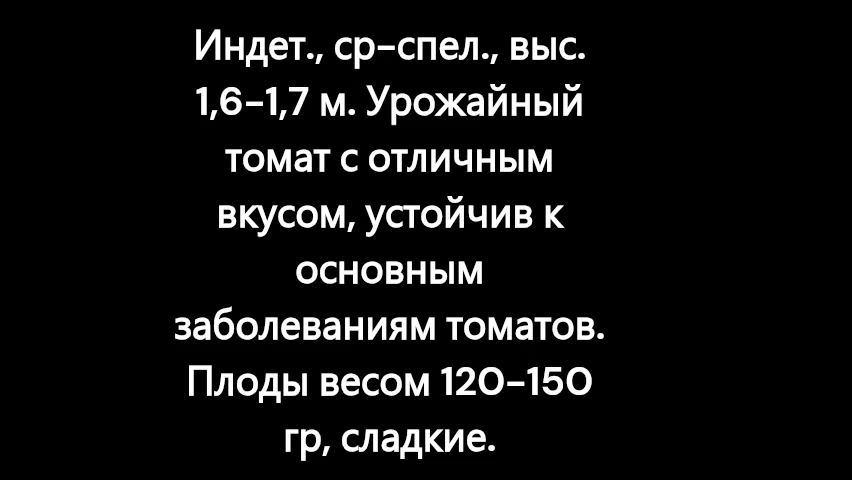 Индет., ср-спел., выс.
1,6-1,7 м. Урожайный
томат с отличным
вкусом, устойчив к
основным
заболеваниям томатов.
Плоды весом 120-150
гр, сладкие.